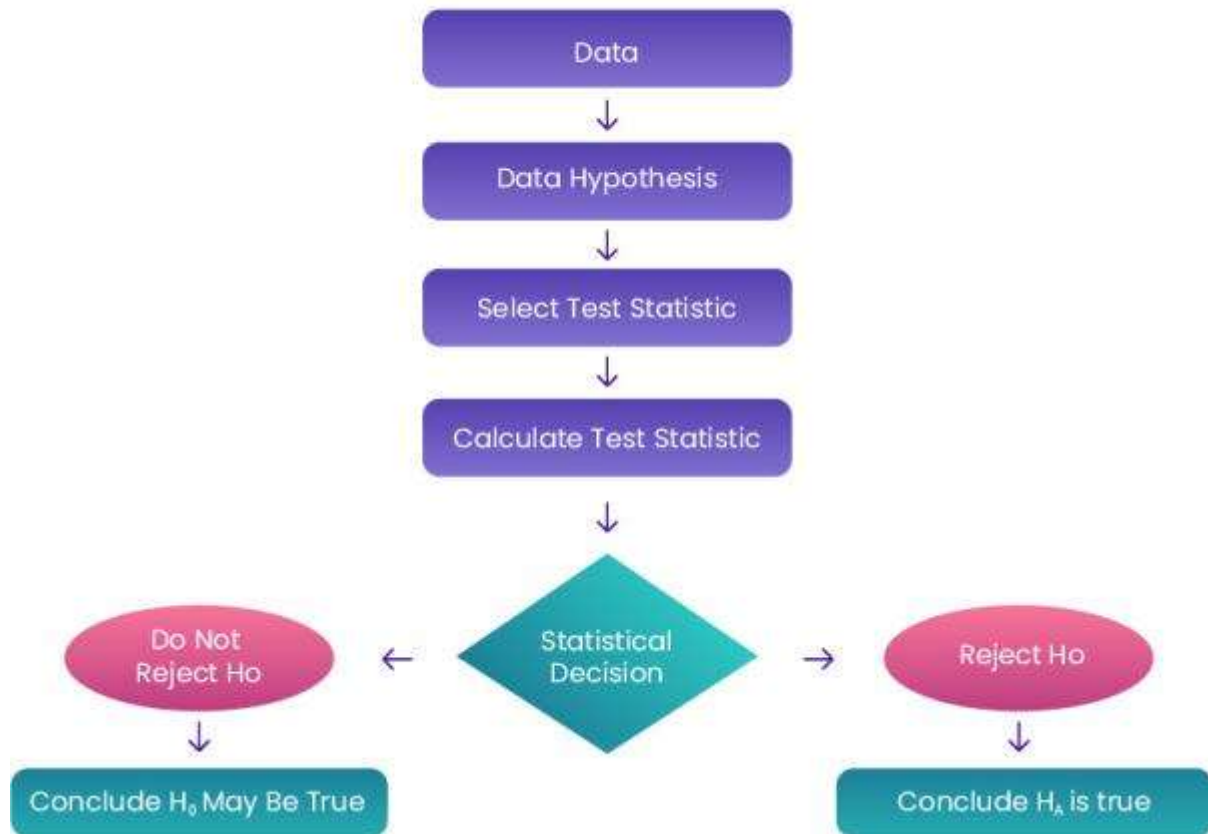 Data
Data Hypothesis
Select Test Statistic
Calculate Test Statistic
Statistical
Decision
Do Not
Reject Ho
Reject Ho
Conclude H₀ May Be True
Conclude Hₐ is true